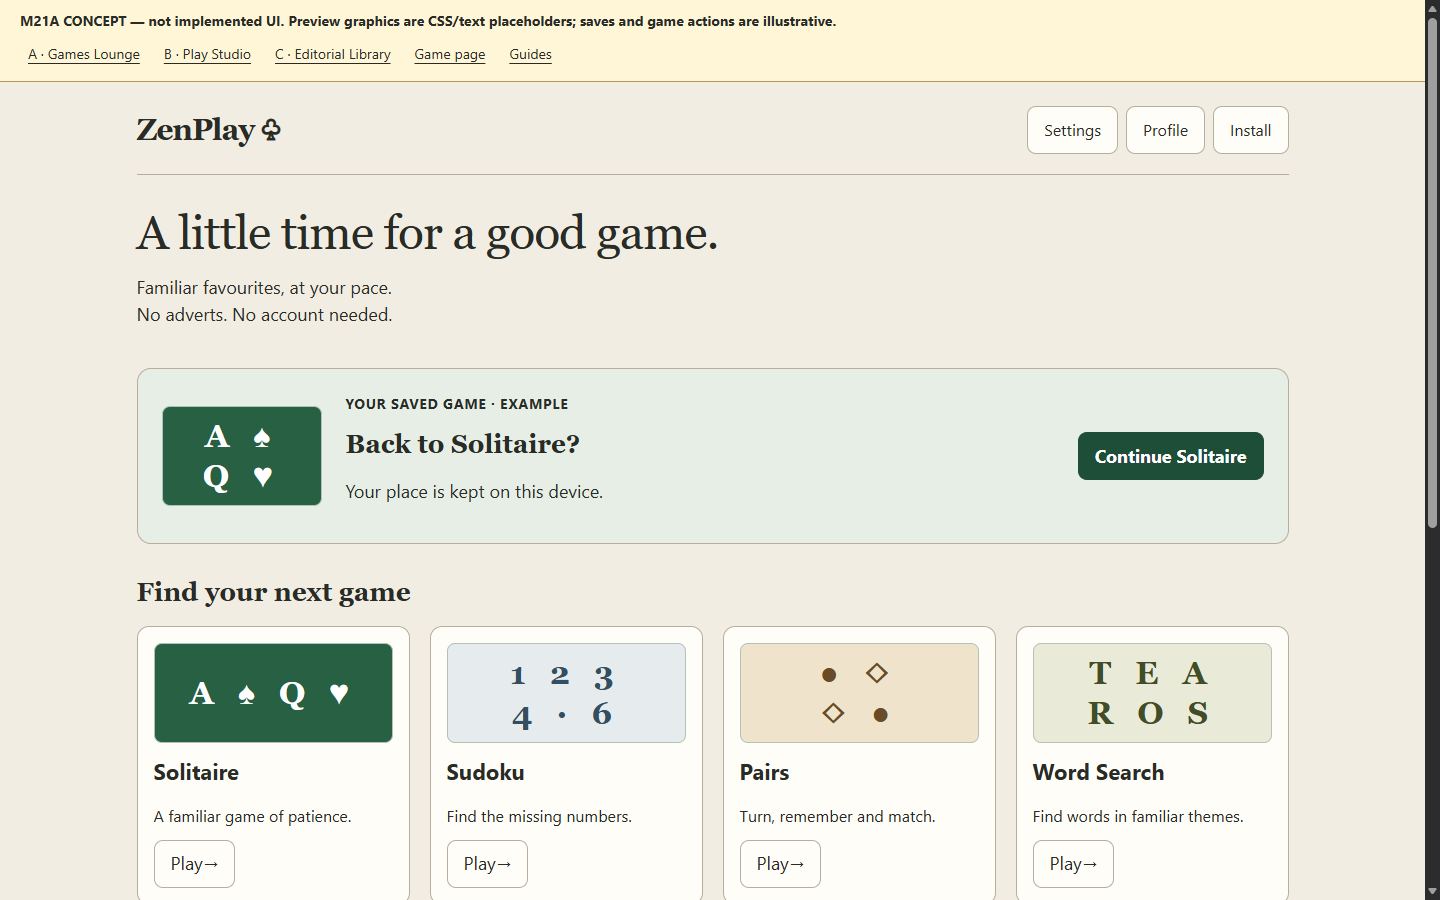 M21A CONCEPT — not implemented UI. Preview graphics are CSS/text placeholders; saves and game actions are illustrative.
A · Games Lounge B · Play Studio C · Editorial Library Game page Guides
ZenPlay ♧
Settings Profile Install
A little time for a good game.
Familiar favourites, at your pace.
No adverts. No account needed.
A ♠
Q ♥
YOUR SAVED GAME · EXAMPLE
Back to Solitaire?
Your place is kept on this device.
Continue Solitaire
Find your next game
A ♠ Q ♥
Solitaire
A familiar game of patience.
Play→
1 2 3
4 · 6
Sudoku
Find the missing numbers.
Play→
● ◇
◇ ●
Pairs
Turn, remember and match.
Play→
T E A
R O S
Word Search
Find words in familiar themes.
Play→